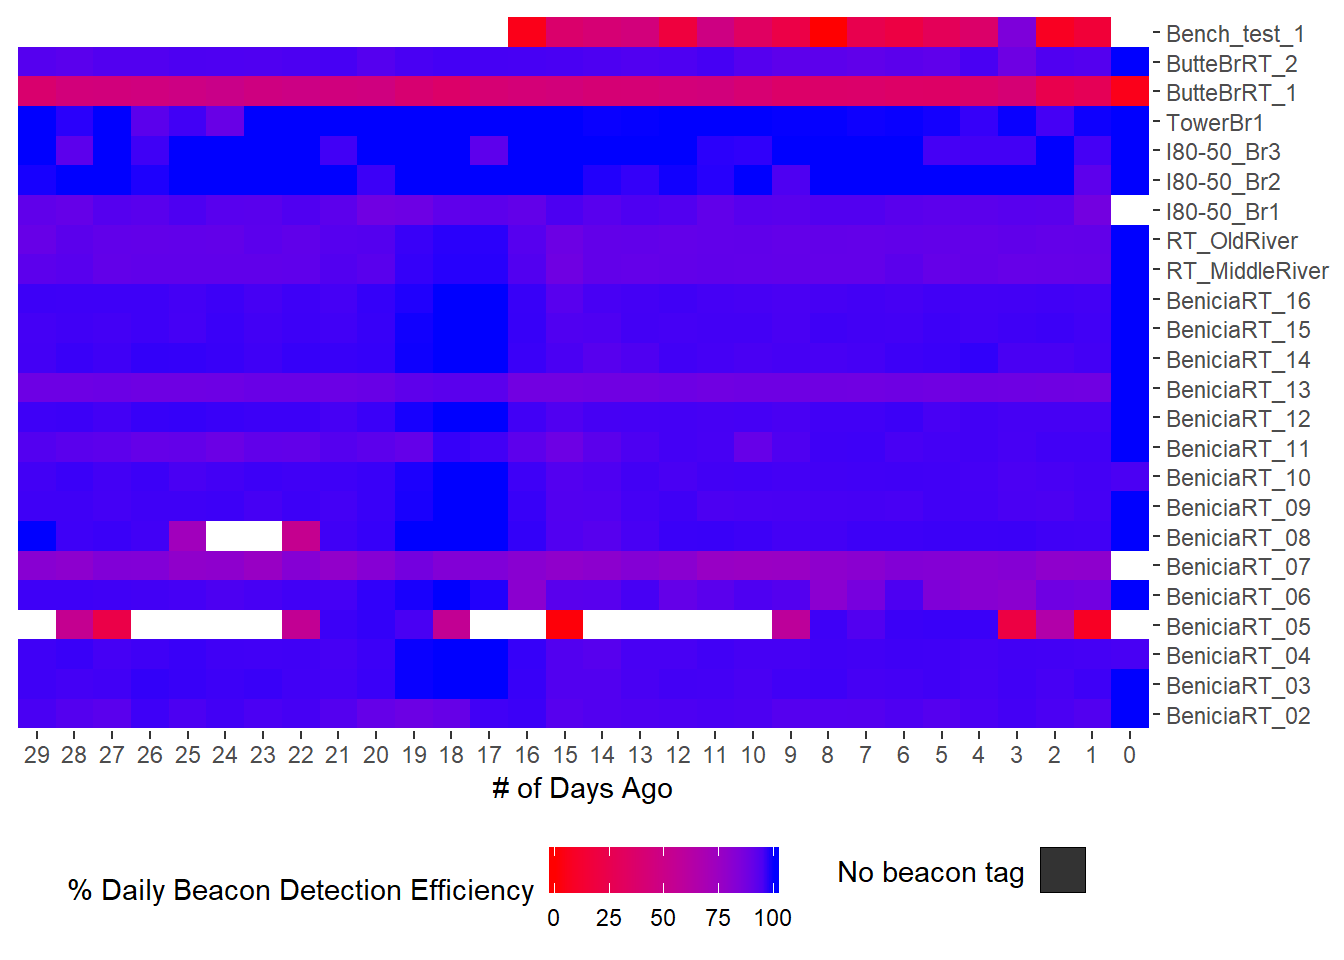 Bench_test_1
ButteBrRT_2
ButteBrRT_1
TowerBr1
I80-50_Br3
I80-50_Br2
I80-50_Br1
RT_OldRiver
RT_MiddleRiver
BeniciaRT_16
BeniciaRT_15
BeniciaRT_14
BeniciaRT_13
BeniciaRT_12
BeniciaRT_11
BeniciaRT_10
BeniciaRT_09
BeniciaRT_08
BeniciaRT_07
BeniciaRT_06
BeniciaRT_05
BeniciaRT_04
BeniciaRT_03
BeniciaRT_02
29 28 27 26 25 24 23 22 21 20 19 18 17 16 15 14 13 12 11 10 9 8 7 6 5 4 3 2 1 0
# of Days Ago
% Daily Beacon Detection Efficiency
0 25 50 75 100
No beacon tag